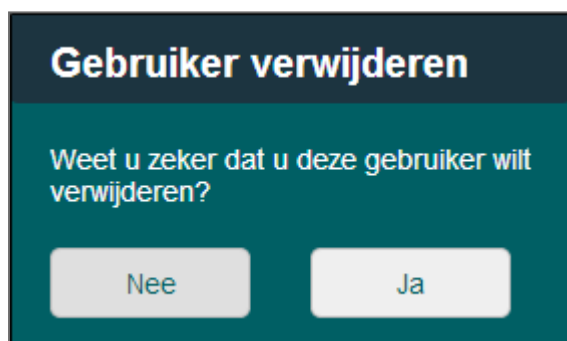 Gebruiker verwijderen
Weet u zeker dat u deze gebruiker wilt
verwijderen?
Nee
Ja